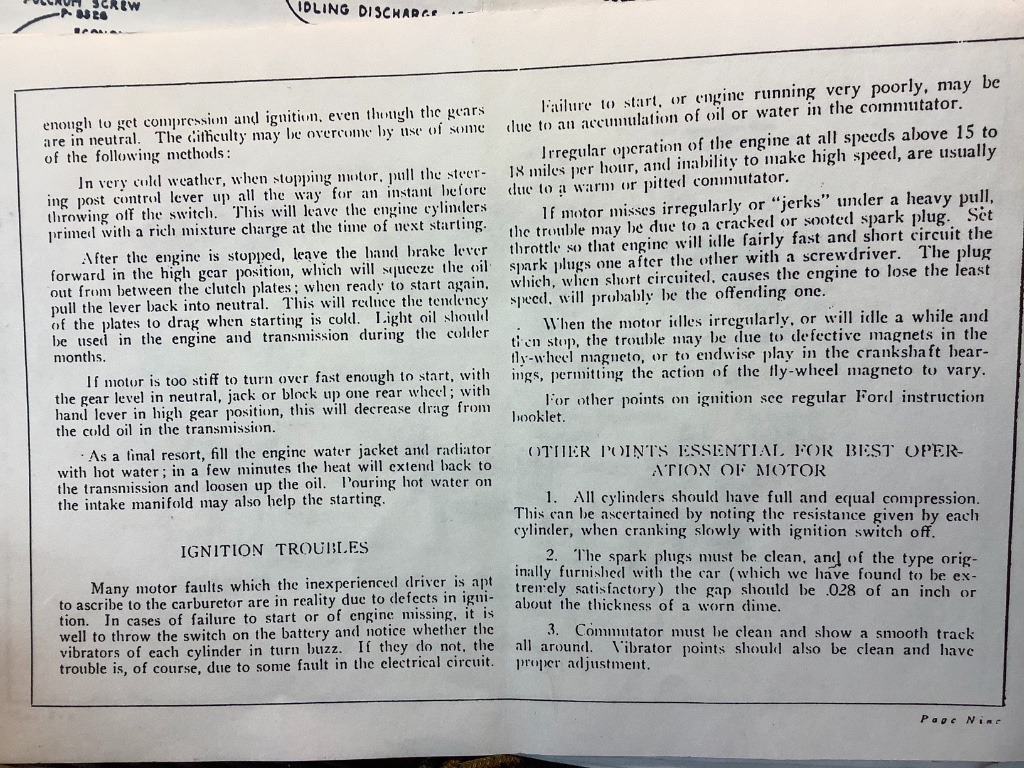 SCREW
P-8326
IDLING DISCHARGE
enough to get compression and ignition, even though the gears
are in neutral. The difficulty may be overcome by use of some
of the following methods:
In very cold weather, when stopping motor, pull the steer-
ing post control lever up all the way for an instant before
throwing off the switch. This will leave the engine cylinders
primed with a rich mixture charge at the time of next starting.
After the engine is stopped, leave the hand brake lever
forward in the high gear position, which will squeeze the oil
out from between the clutch plates; when ready to start again,
pull the lever back into neutral. This will reduce the tendency
of the plates to drag when starting is cold. Light oil should
be used in the engine and transmission during the colder
months.
If motor is too stiff to turn over fast enough to start, with
the gear level in neutral, jack or block up one rear wheel; with
hand lever in high gear position, this will decrease drag from
the cold oil in the transmission.
As a final resort, fill the engine water jacket and radiator
with hot water; in a few minutes the heat will extend back to
the transmission and loosen up the oil. Pouring hot water on
the intake manifold may also help the starting.
IGNITION TROUBLES
Many motor faults which the inexperienced driver is apt
to ascribe to the carburetor are in reality due to defects in igni-
tion. In cases of failure to start or of engine missing, it is
well to throw the switch on the battery and notice whether the
vibrators of each cylinder in turn buzz. If they do not, the
trouble is, of course, due to some fault in the electrical circuit.
Failure to start, or engine running very poorly, may be
due to an accumulation of oil or water in the commutator.
Irregular operation of the engine at all speeds above 15 to
18 miles per hour, and inability to make high speed, are usually
due to a warm or pitted commutator.
If motor misses irregularly or "jerks" under a heavy pull,
the trouble may be due to a cracked or sooted spark plug. Set
throttle so that engine will idle fairly fast and short circuit the
spark plugs one after the other with a screwdriver. The plug
which, when short circuited, causes the engine to lose the least
speed, will probably be the offending one.
When the motor idles irregularly, or will idle a while and
then stop, the trouble may be due to defective magnets in the
fly-wheel magneto, or to endwise play in the crankshaft bear-
ings, permitting the action of the fly-wheel magneto to vary.
For other points on ignition see regular Ford instruction
booklet.
OTHER POINTS ESSENTIAL FOR BEST OPER-
ATION OF MOTOR
1. All cylinders should have full and equal compression.
This can be ascertained by noting the resistance given by each
cylinder, when cranking slowly with ignition switch off.
2. The spark plugs must be clean, and of the type orig-
inally furnished with the car (which we have found to be ex-
tremely satisfactory) the gap should be .028 of an inch or
about the thickness of a worn dime.
3. Commutator must be clean and show a smooth track
all around. Vibrator points should also be clean and have
proper adjustment.
Page Nine